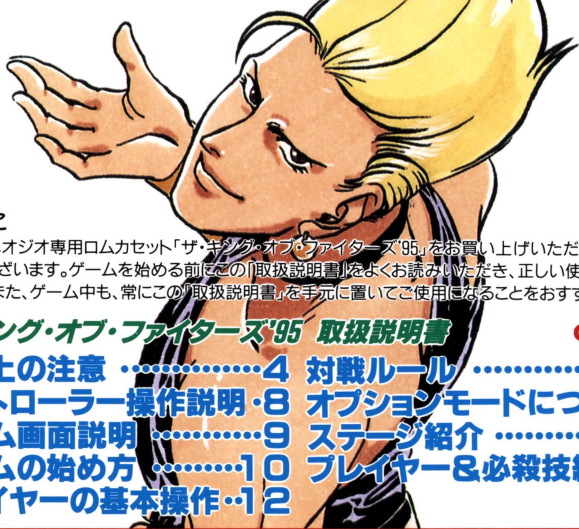 オジオ専用ロムカセット「ザ・キング・オブ・ファイターズ'95」をお買い上げいただ
ざいます。ゲームを始める前にこの「取扱説明書」をよくお読みいただき、正しい使
また、ゲーム中も、常にこの「取扱説明書」を手元に置いてご使用になることをおす
ング・オブ・ファイターズ'95 取扱説明書
上の注意 ……………4 対戦ルール …………
トローラー操作説明・8 オプションモードにつ
ム画面説明 …………9 ステージ紹介 ………
ムの始め方 ………10 プレイヤー&必殺技
イヤーの基本操作‥12